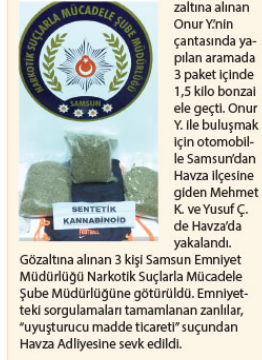 NARKOTİK SUÇLARLA MÜCADELE ŞUBE MÜDÜRLÜĞÜ
SAMSUN
SENTETİK
KANNABİNOİD
FOOTBALL
zaltına alınan
Onur Y.'nin
çantasında ya-
pılan aramada
3 paket içinde
1,5 kilo bonzai
ele geçti. Onur
Y. ile buluşmak
için otomobil-
le Samsun'dan
Havza ilçesine
giden Mehmet
K. ve Yusuf Ç.
de Havza'da
yakalandı.
Gözaltına alınan 3 kişi Samsun Emniyet
Müdürlüğü Narkotik Suçlarla Mücadele
Şube Müdürlüğüne götürüldü. Emniyet-
teki sorgulamaları tamamlanan zanlılar,
"uyuşturucu madde ticareti" suçundan
Havza Adliyesine sevk edildi.